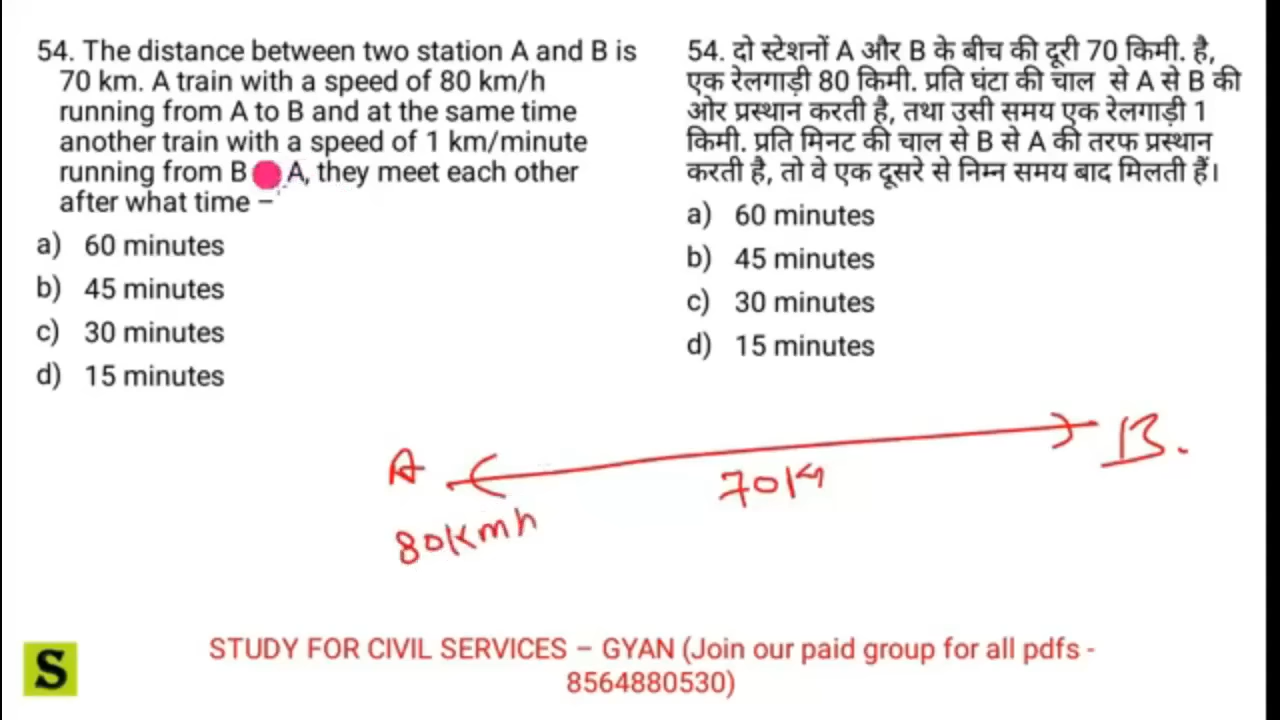 54. The distance between two station A and B is
70 km. A train with a speed of 80 km/h
running from A to B and at the same time
another train with a speed of 1 km/minute
running from B A, they meet each other
after what time –
a) 60 minutes
b) 45 minutes
c) 30 minutes
d) 15 minutes
54. दो स्टेशनों A और B के बीच की दूरी 70 किमी. है,
एक रेलगाड़ी 80 किमी. प्रति घंटा की चाल से A से B की
ओर प्रस्थान करती है, तथा उसी समय एक रेलगाड़ी 1
किमी. प्रति मिनट की चाल से B से A की तरफ प्रस्थान
करती है, तो वे एक दूसरे से निम्न समय बाद मिलती हैं।
a) 60 minutes
b) 45 minutes
c) 30 minutes
d) 15 minutes
A
B.
70K
80Kmh
S
STUDY FOR CIVIL SERVICES – GYAN (Join our paid group for all pdfs -
8564880530)